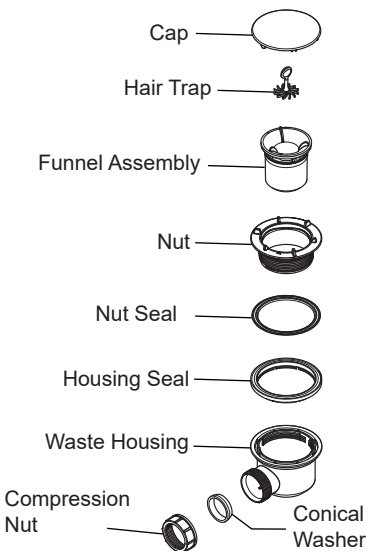 Cap
Hair Trap
Funnel Assembly
Nut
Nut Seal
Housing Seal
Waste Housing
Compression
Nut
Conical
Washer